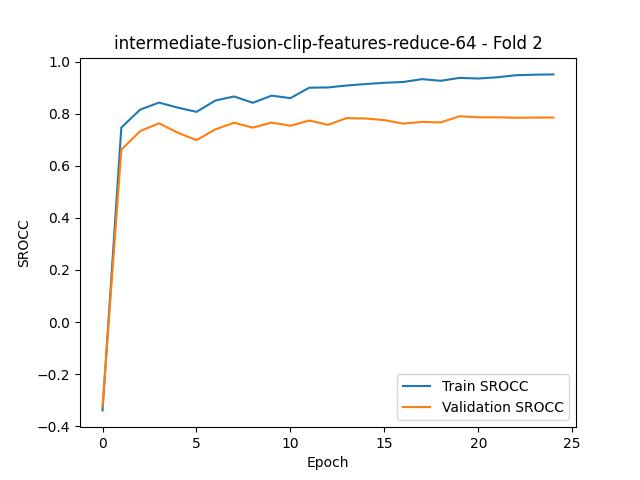 intermediate-fusion-clip-features-reduce-64 - Fold 2
1.0
0.8
0.6
0.4
0.2
0.0
−0.2
−0.4
SROCC
0
5
10
15
20
25
Epoch
Train SROCC
Validation SROCC